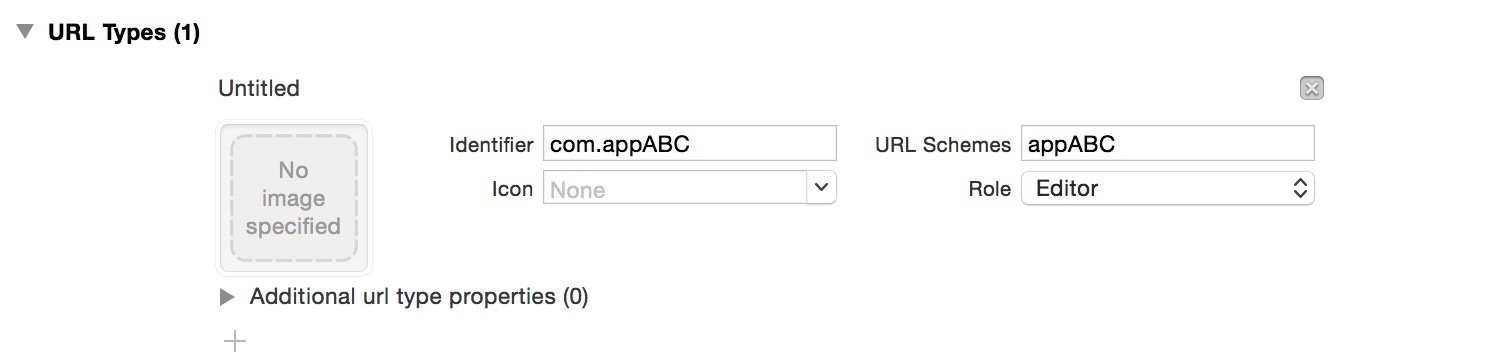 URL Types (1)
Untitled
No
image
specified
Identifier com.appABC URL Schemes appABC
Icon None Role Editor
Additional url type properties (0)